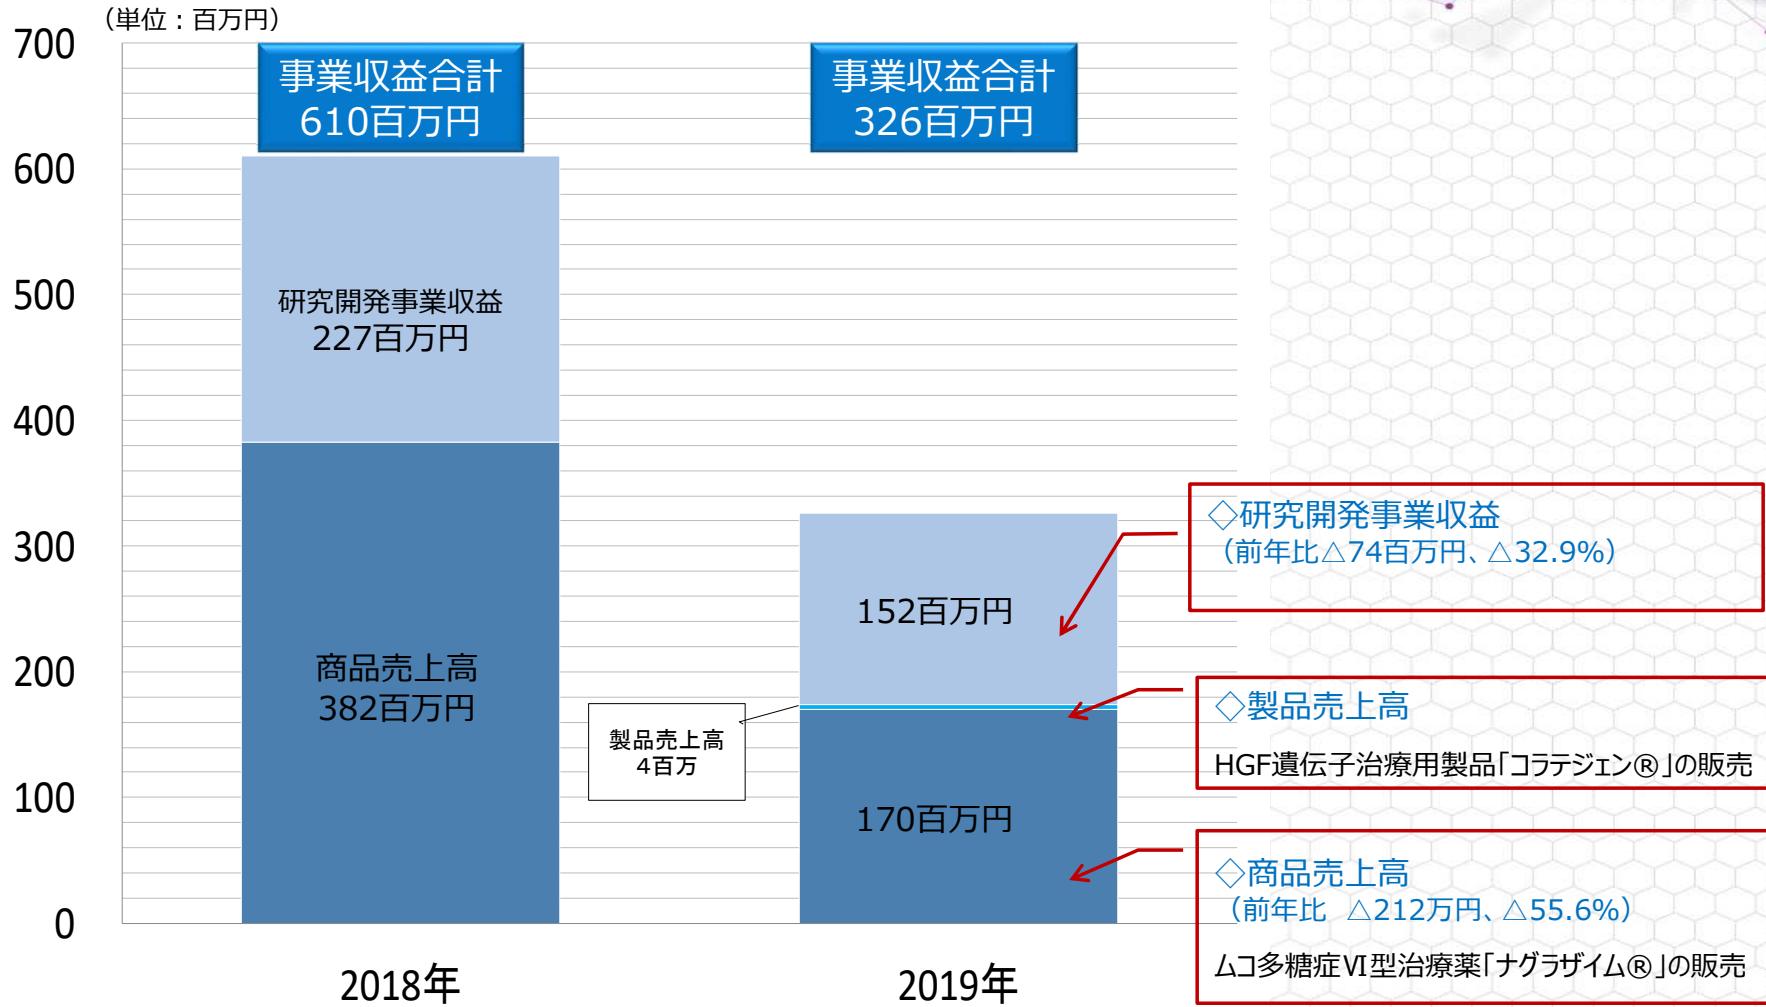 （単位：百万円）
700
600
500
400
300
200
100
0
事業収益合計
610百万円
研究開発事業収益
227百万円
商品売上高
382百万円
2018年
事業収益合計
326百万円
152百万円
製品売上高
4百万
170百万円
2019年
◇研究開発事業収益
（前年比△74百万円、△32.9%）
◇製品売上高
HGF遺伝子治療用製品「コラテジェン®」の販売
◇商品売上高
（前年比　△212万円、△55.6%）
ムコ多糖症Ⅵ型治療薬「ナグラザイム®」の販売